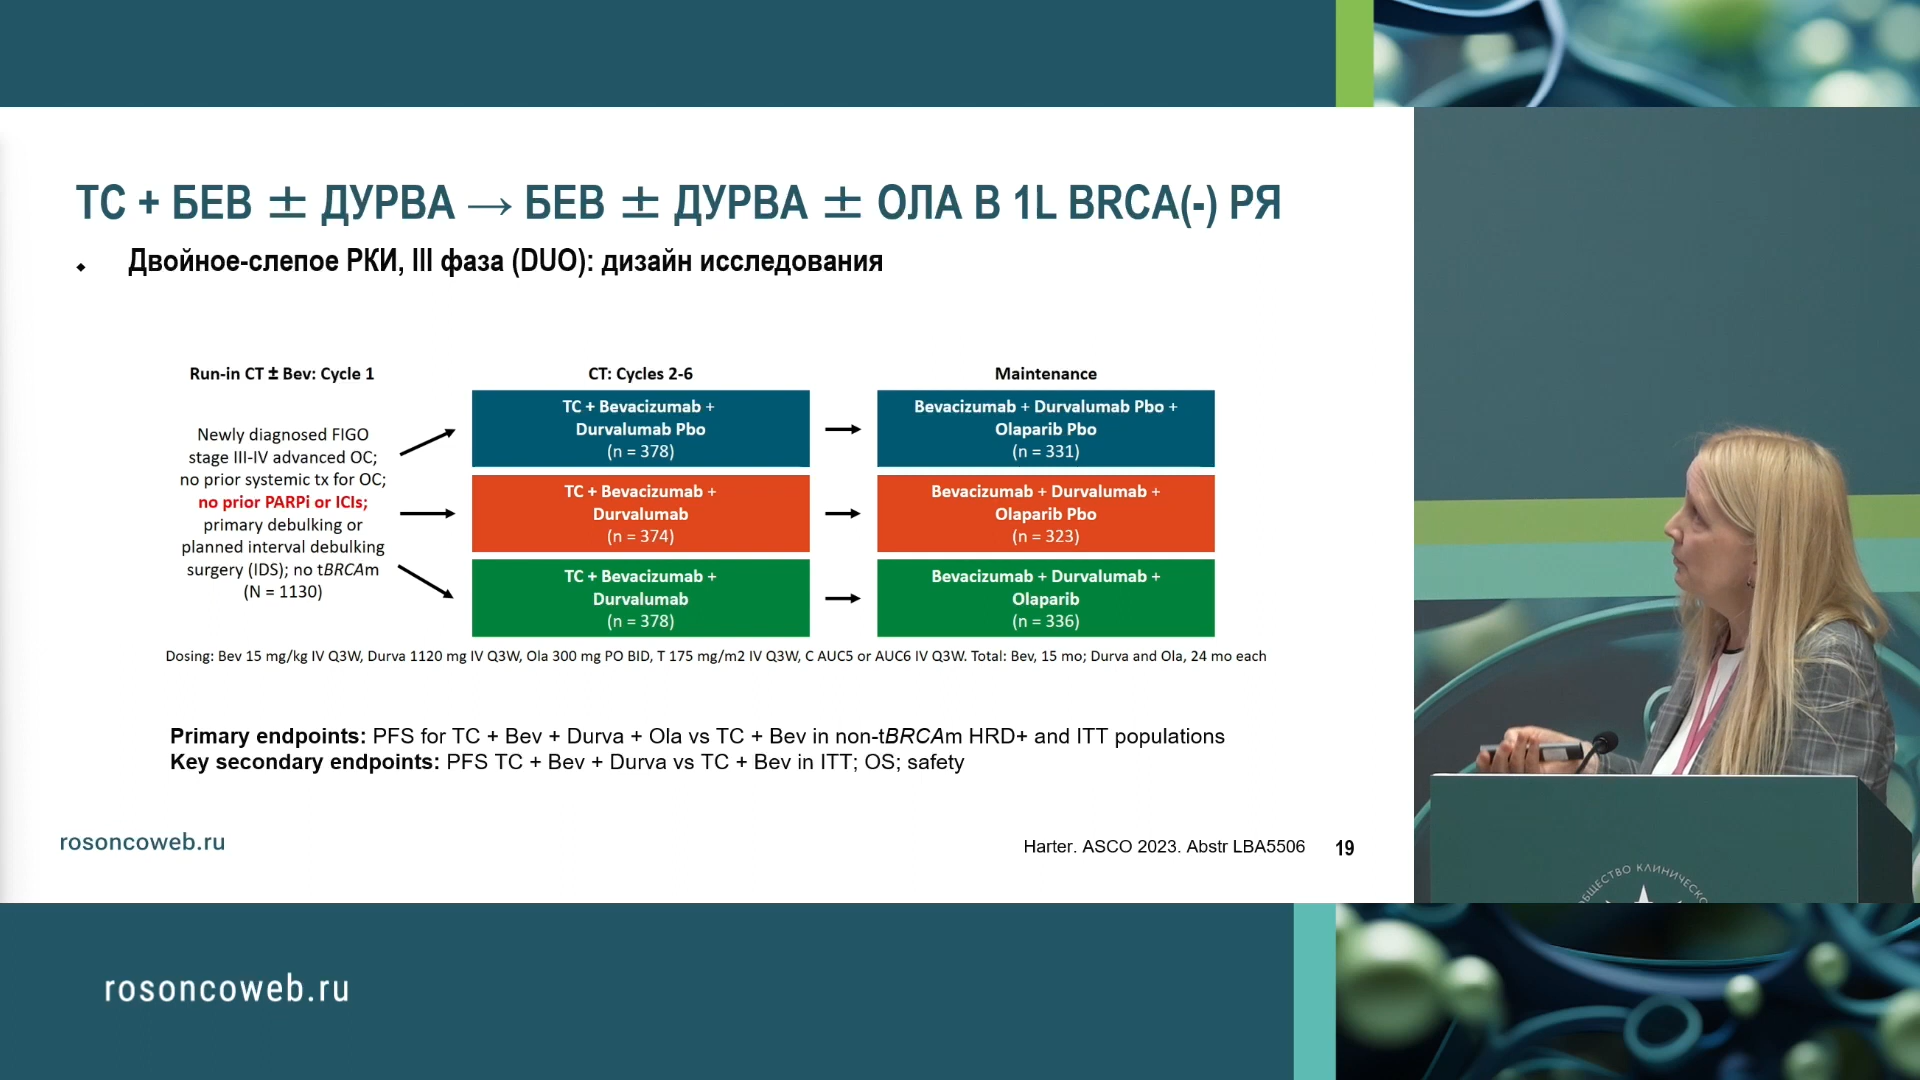 ТС + БЕВ ± ДУРВА → БЕВ ± ДУРВА ± ОЛА В 1L BRCA(-) РЯ
◆ Двойное-слепое РКИ, III фаза (DUO): дизайн исследования
Run-in CT ± Bev: Cycle 1
Newly diagnosed FIGO
stage III-IV advanced OC;
no prior systemic tx for OC;
no prior PARPi or ICIs;
primary debulking or
planned interval debulking
surgery (IDS); no tBRCAm
(N = 1130)
CT: Cycles 2-6
TC + Bevacizumab +
Durvalumab Pbo
(n = 378)
TC + Bevacizumab +
Durvalumab
(n = 374)
TC + Bevacizumab +
Durvalumab
(n = 378)
Maintenance
Bevacizumab + Durvalumab Pbo +
Olaparib Pbo
(n = 331)
Bevacizumab + Durvalumab +
Olaparib Pbo
(n = 323)
Bevacizumab + Durvalumab +
Olaparib
(n = 336)
Dosing: Bev 15 mg/kg IV Q3W, Durva 1120 mg IV Q3W, Ola 300 mg PO BID, T 175 mg/m2 IV Q3W, C AUC5 or AUC6 IV Q3W. Total: Bev, 15 mo; Durva and Ola, 24 mo each
Primary endpoints: PFS for TC + Bev + Durva + Ola vs TC + Bev in non-tBRCAm HRD+ and ITT populations
Key secondary endpoints: PFS TC + Bev + Durva vs TC + Bev in ITT; OS; safety
rosoncoweb.ru
Harter. ASCO 2023. Abstr LBA5506
19
rosoncoweb.ru